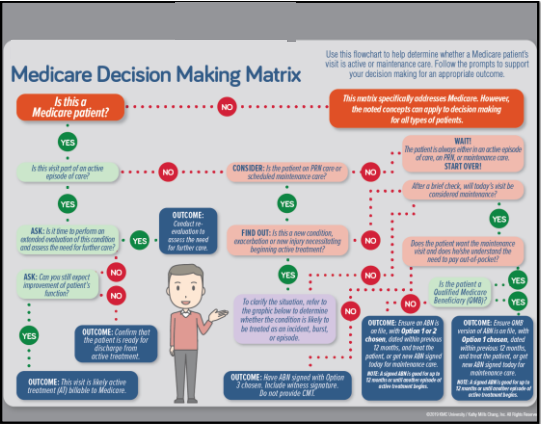 Use this flowchart to help determine whether a Medicare patient's
visit is active or maintenance care. Follow the prompts to support
your decision making for an appropriate outcome.
Medicare Decision Making Matrix
Is this a
Medicare patient?
NO
This matrix specifically addresses Medicare. However,
the noted concepts can apply to decision making
for all types of patients.
YES
WAIT!
The patient is always either in an active episode
of care, on PRN, or maintenance care.
START OVER!
Is this visit part of an active
episode of care?
NO
CONSIDER: Is the patient on PRN care or
scheduled maintenance care?
NO
After a brief check, will today's visit be
considered maintenance?
YES
YES
YES
ASK: Is it time to perform an
extended evaluation of this condition
and assess the need for further care?
YES
OUTCOME:
Conduct re-
evaluation to
assess the need
for further care.
FIND OUT: Is this a new condition,
exacerbation or new injury necessitating
beginning active treatment?
NO
Does the patient want the maintenance
visit and does he/she understand the
need to pay out-of-pocket?
NO
YES
NO
YES
ASK: Can you still expect
improvement of patient's
function?
NO
Is the patient a
Qualified Medicare
Beneficiary (QMB)?
YES
To clarify the situation, refer to
the graphic below to determine
whether the condition is likely to
be treated as an incident, burst,
or episode.
NO
NO
YES
OUTCOME: Confirm that
the patient is ready for
discharge from
active treatment.
OUTCOME: Ensure an ABN is
on file, with Option 1 or 2
chosen, dated within previous
12 months, and treat the
patient, or get new ABN signed
today for maintenance care.
NOTE: A signed ABN is good for up to
12 months or until another episode of
active treatment begins.
OUTCOME: Ensure QMB
version of ABN is on file, with
Option 1 chosen, dated
within previous 12 months,
and treat the patient, or get
new ABN signed today for
maintenance care.
NOTE: A signed ABN is good for up to
12 months or until another episode of
active treatment begins.
OUTCOME: This visit is likely active
treatment (AT) billable to Medicare.
OUTCOME: Have ABN signed with Option
3 chosen. Include witness signature.
Do not provide CMT.